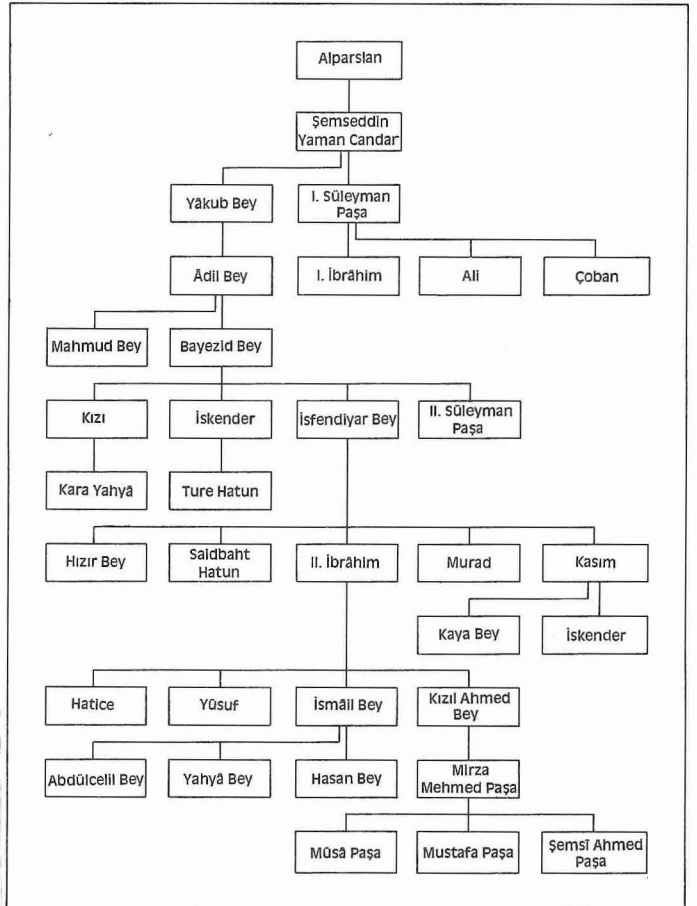 Alparslan
Şemseddin
Yaman Candar
Yâkub Bey
I. Süleyman
Paşa
Âdil Bey
I. İbrâhim
Ali
Çoban
Mahmud Bey
Bayezid Bey
Kızı
İskender
İsfendiyar Bey
II. Süleyman
Paşa
Kara Yahyâ
Ture Hatun
Hızır Bey
Saidbaht
Hatun
II. İbrâhim
Murad
Kasım
Kaya Bey
İskender
Hatice
Yûsuf
İsmâil Bey
Kızıl Ahmed
Bey
Abdülcelil Bey
Yahyâ Bey
Hasan Bey
Mirza
Mehmed Paşa
Mûsâ Paşa
Mustafa Paşa
Şemsî Ahmed
Paşa